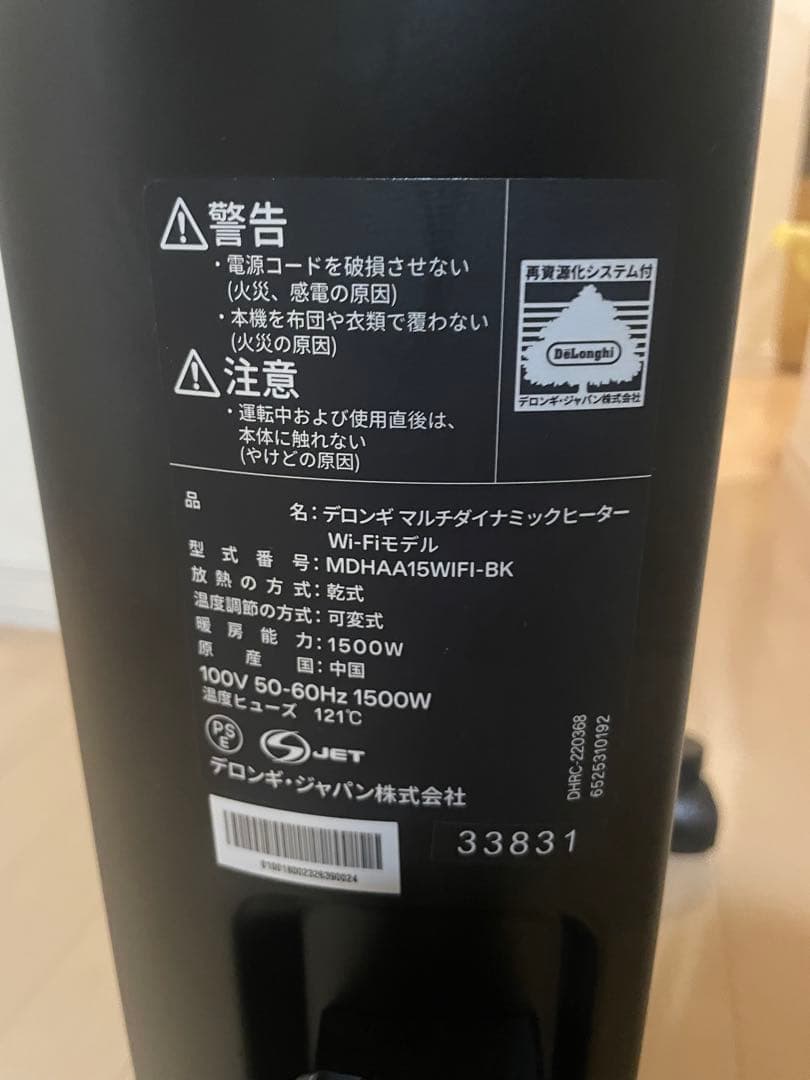 警告
・電源コードを破損させない
(火災、感電の原因)
・本機を布団や衣類で覆わない
(火災の原因)
注意
・運転中および使用直後は、
本体に触れない
(やけどの原因)
再資源化システム付
DeLonghi
デロンギ・ジャパン株式会社
品名:デロンギ マルチダイナミックヒーター
Wi-Fiモデル
型式番号:MDHAA15WIFI-BK
放熱の方式:乾式
温度調節の方式:可変式
暖房能力:1500W
原産国:中国
100V 50-60Hz 1500W
温度ヒューズ 121℃
PSE
JET
デロンギ・ジャパン株式会社
DHRC-220368
6525310192
33831